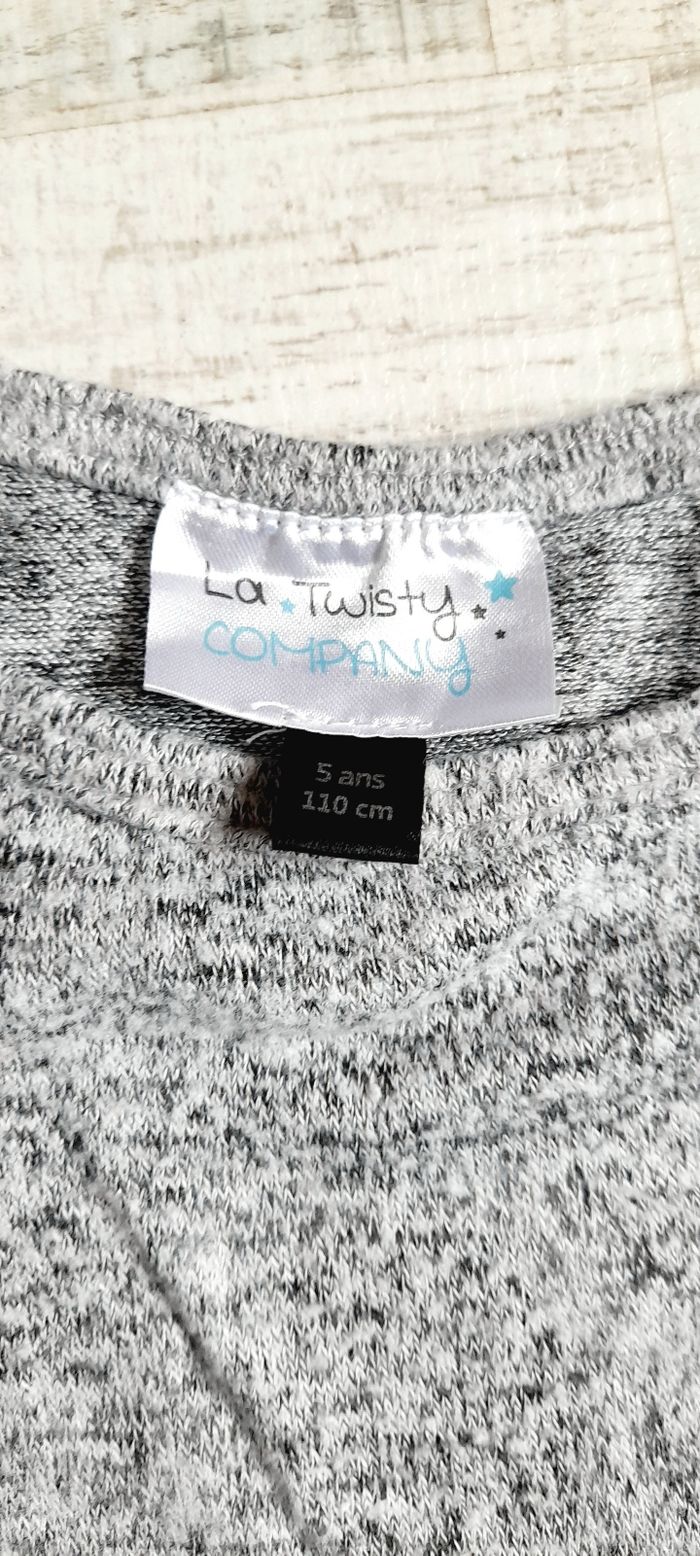 La Twisty
COMPANY
5 ans
110 cm